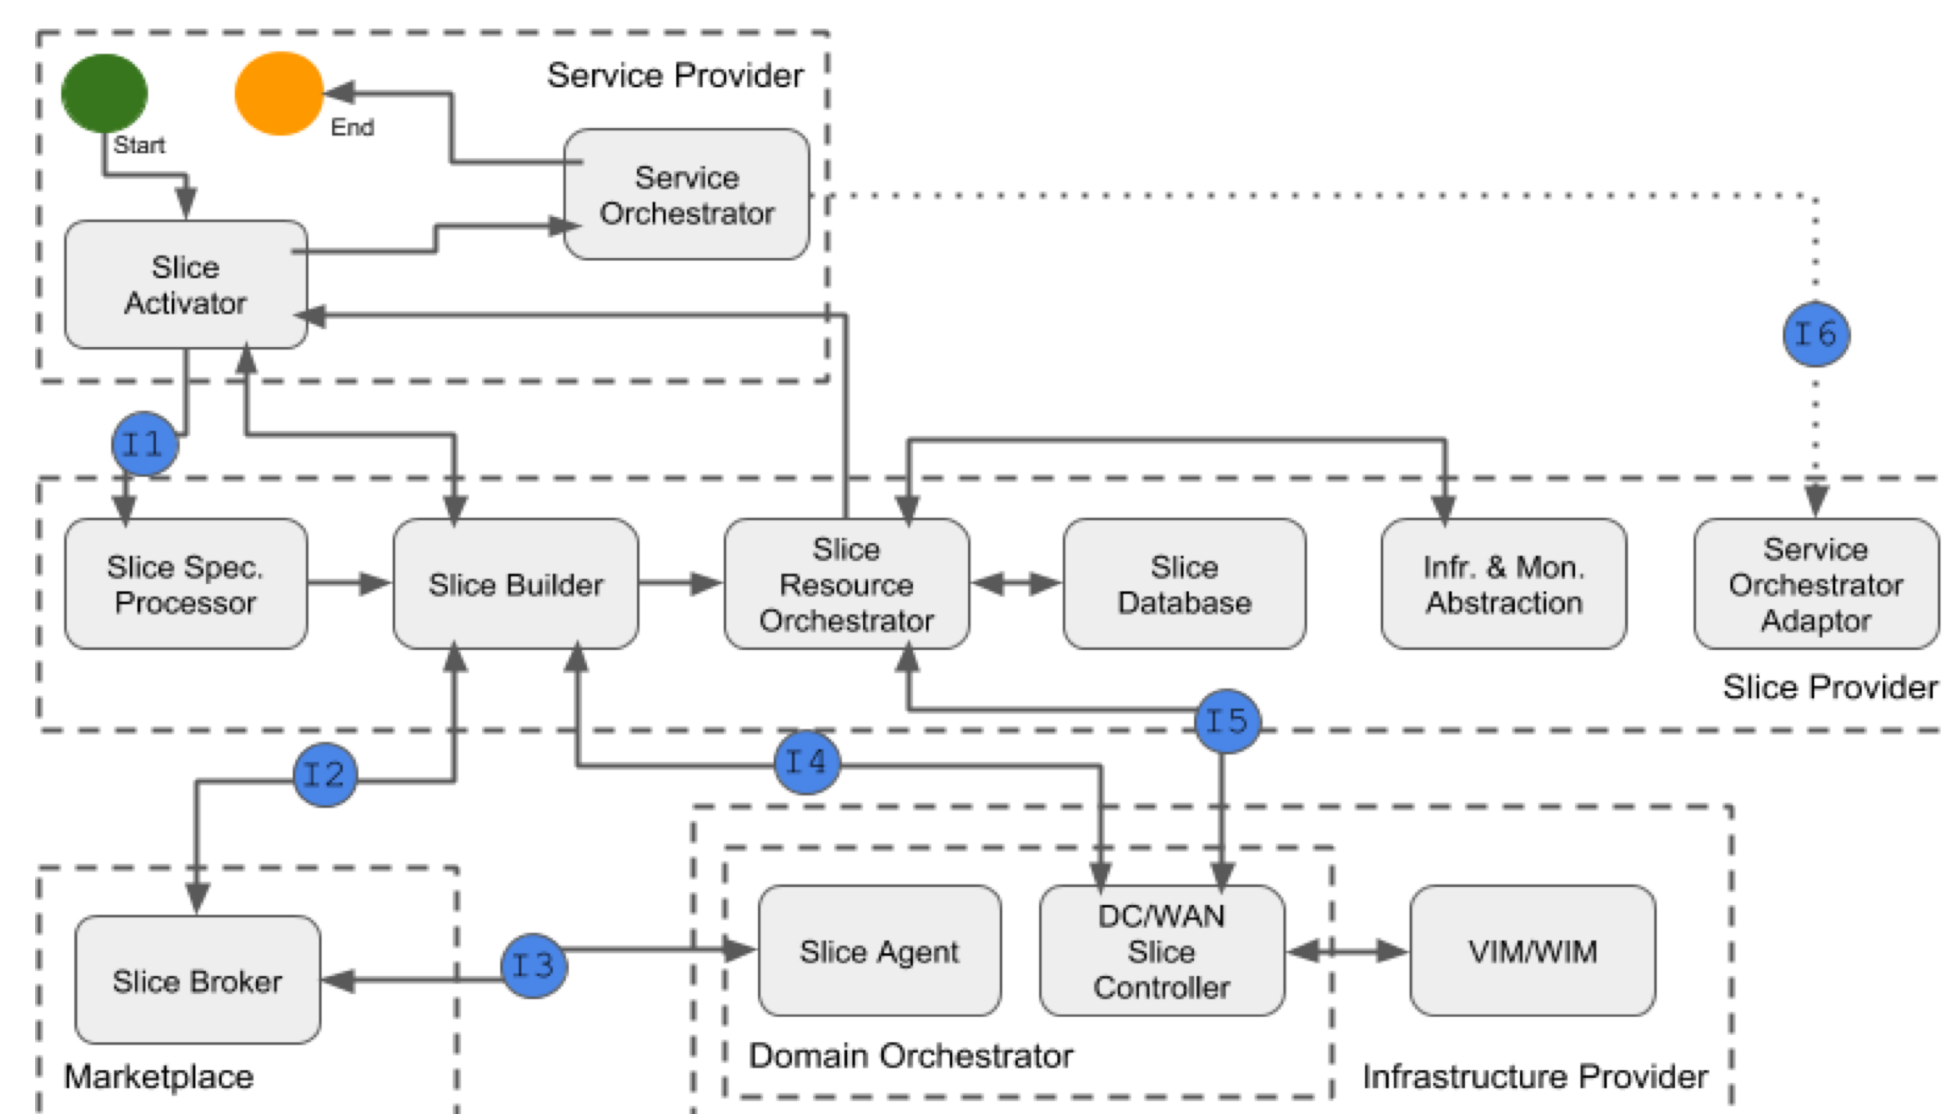 Service Provider
Start
End
Service
Orchestrator
Slice
Activator
I6
I1
Slice Spec.
Processor
Slice Builder
Slice
Resource
Orchestrator
Slice
Database
Infr. & Mon.
Abstraction
Service
Orchestrator
Adaptor
Slice Provider
I5
I4
I2
DC/WAN
Slice
Controller
Slice Agent
VIM/WIM
I3
Slice Broker
Domain Orchestrator
Marketplace
Infrastructure Provider